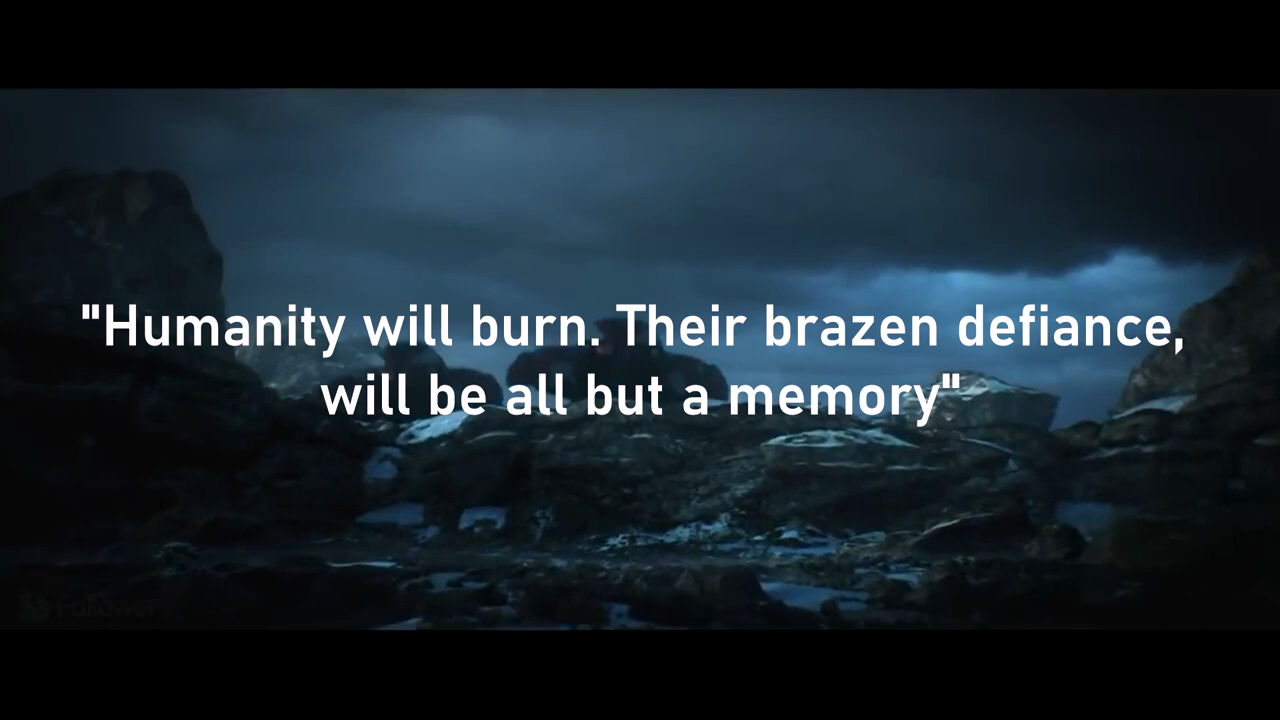 "Humanity will burn. Their brazen defiance,
will be all but a memory"